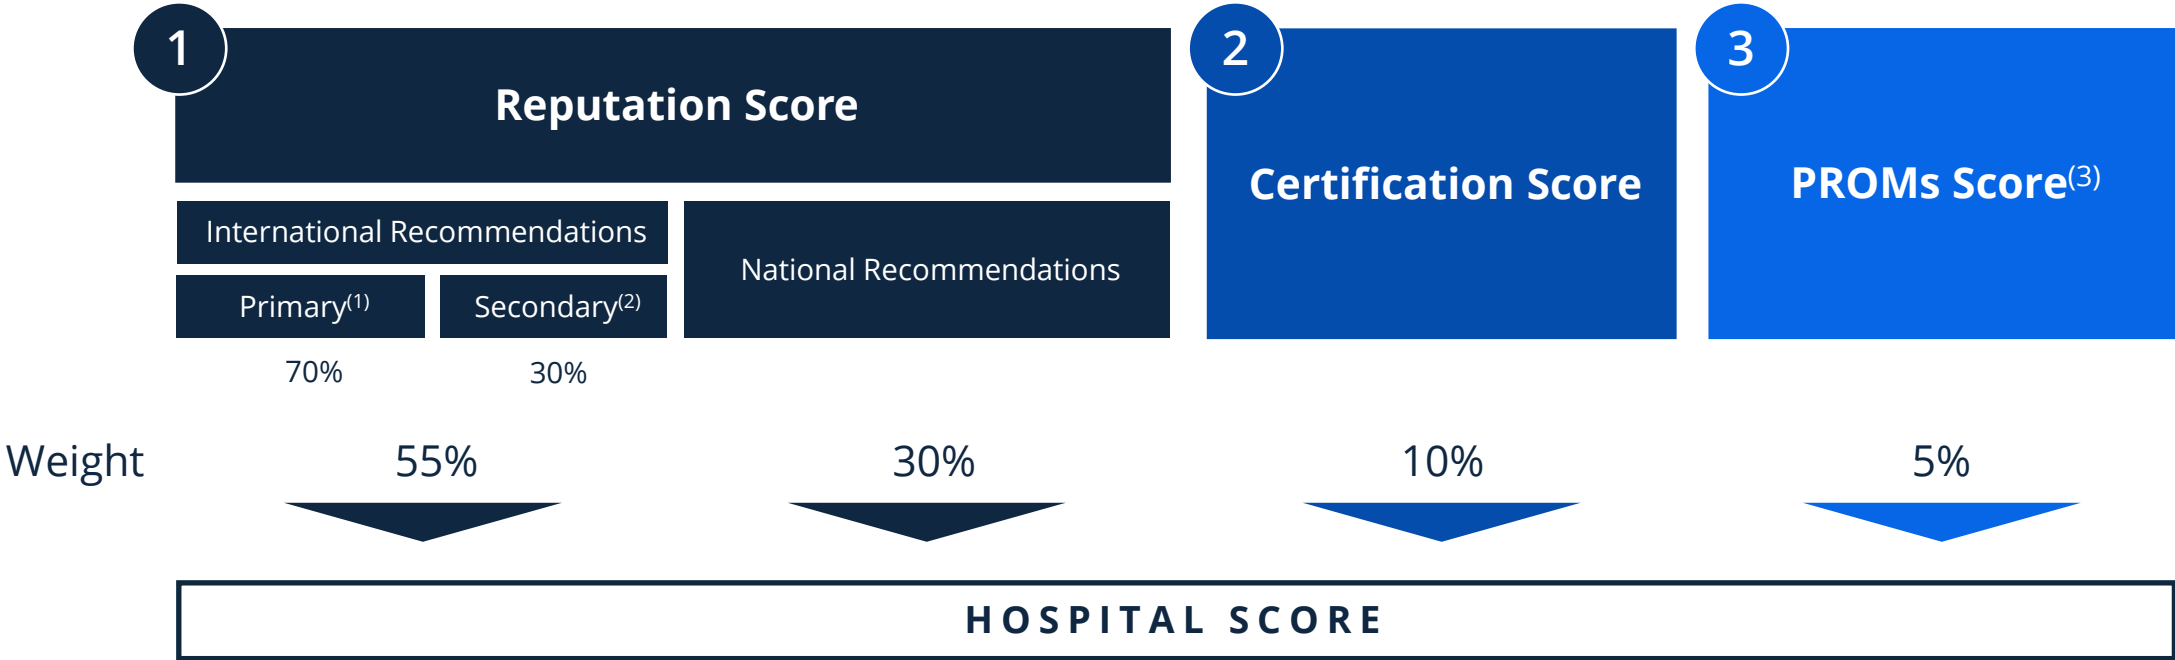 1
Reputation Score
International Recommendations
Primary(1)
Secondary(2)
70%
30%
National Recommendations
2
Certification Score
3
PROMs Score(3)
Weight
55%
30%
10%
5%
HOSPITAL SCORE